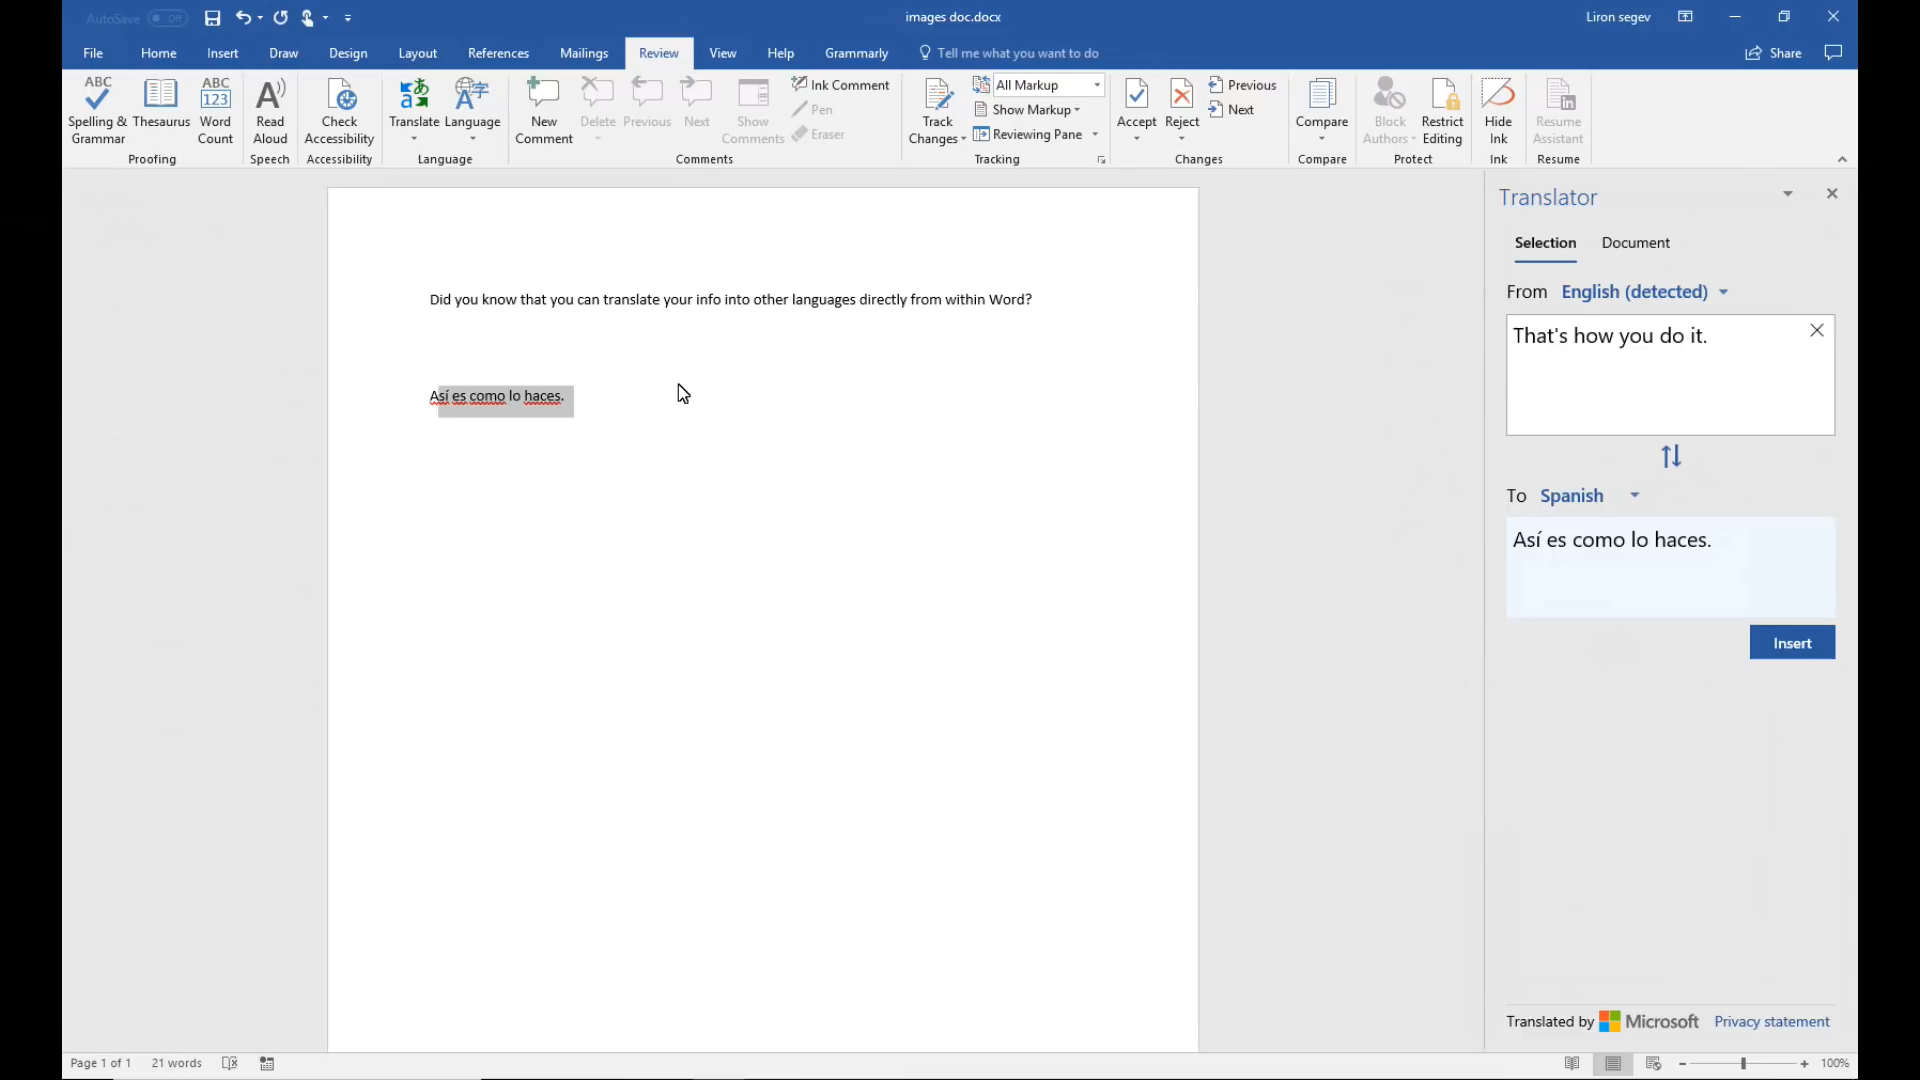 AutoSave Off
images doc.docx
Liron segev
File Home Insert Draw Design Layout References Mailings Review View Help Grammarly Tell me what you want to do Share
ABC
Spelling &
Grammar
Thesaurus
ABC
123
Word
Count
Proofing
Read
Aloud
Speech
Check
Accessibility
Accessibility
Translate
Language
Language
New
Comment
Delete
Previous
Next
Show
Comments
Ink Comment
Pen
Eraser
Comments
Track
Changes
All Markup
Show Markup
Reviewing Pane
Tracking
Accept
Reject
Previous
Next
Changes
Compare
Compare
Block
Authors
Restrict
Editing
Protect
Hide
Ink
Ink
Resume
Assistant
Resume
Did you know that you can translate your info into other languages directly from within Word?
Así es como lo haces.
Translator
Selection Document
From English (detected)
That's how you do it.
To Spanish
Así es como lo haces.
Insert
Translated by Microsoft Privacy statement
Page 1 of 1 21 words
100%